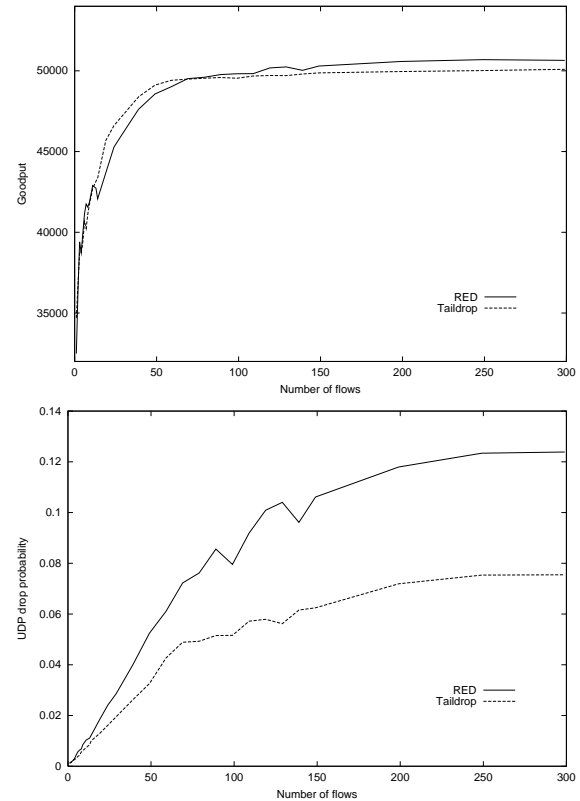 50000
45000
40000
35000
Goodput
RED
Taildrop
0 50 100 150 200 250 300
Number of flows
0.14
0.12
0.1
0.08
0.06
0.04
0.02
0
UDP drop probability
RED
Taildrop
0 50 100 150 200 250 300
Number of flows